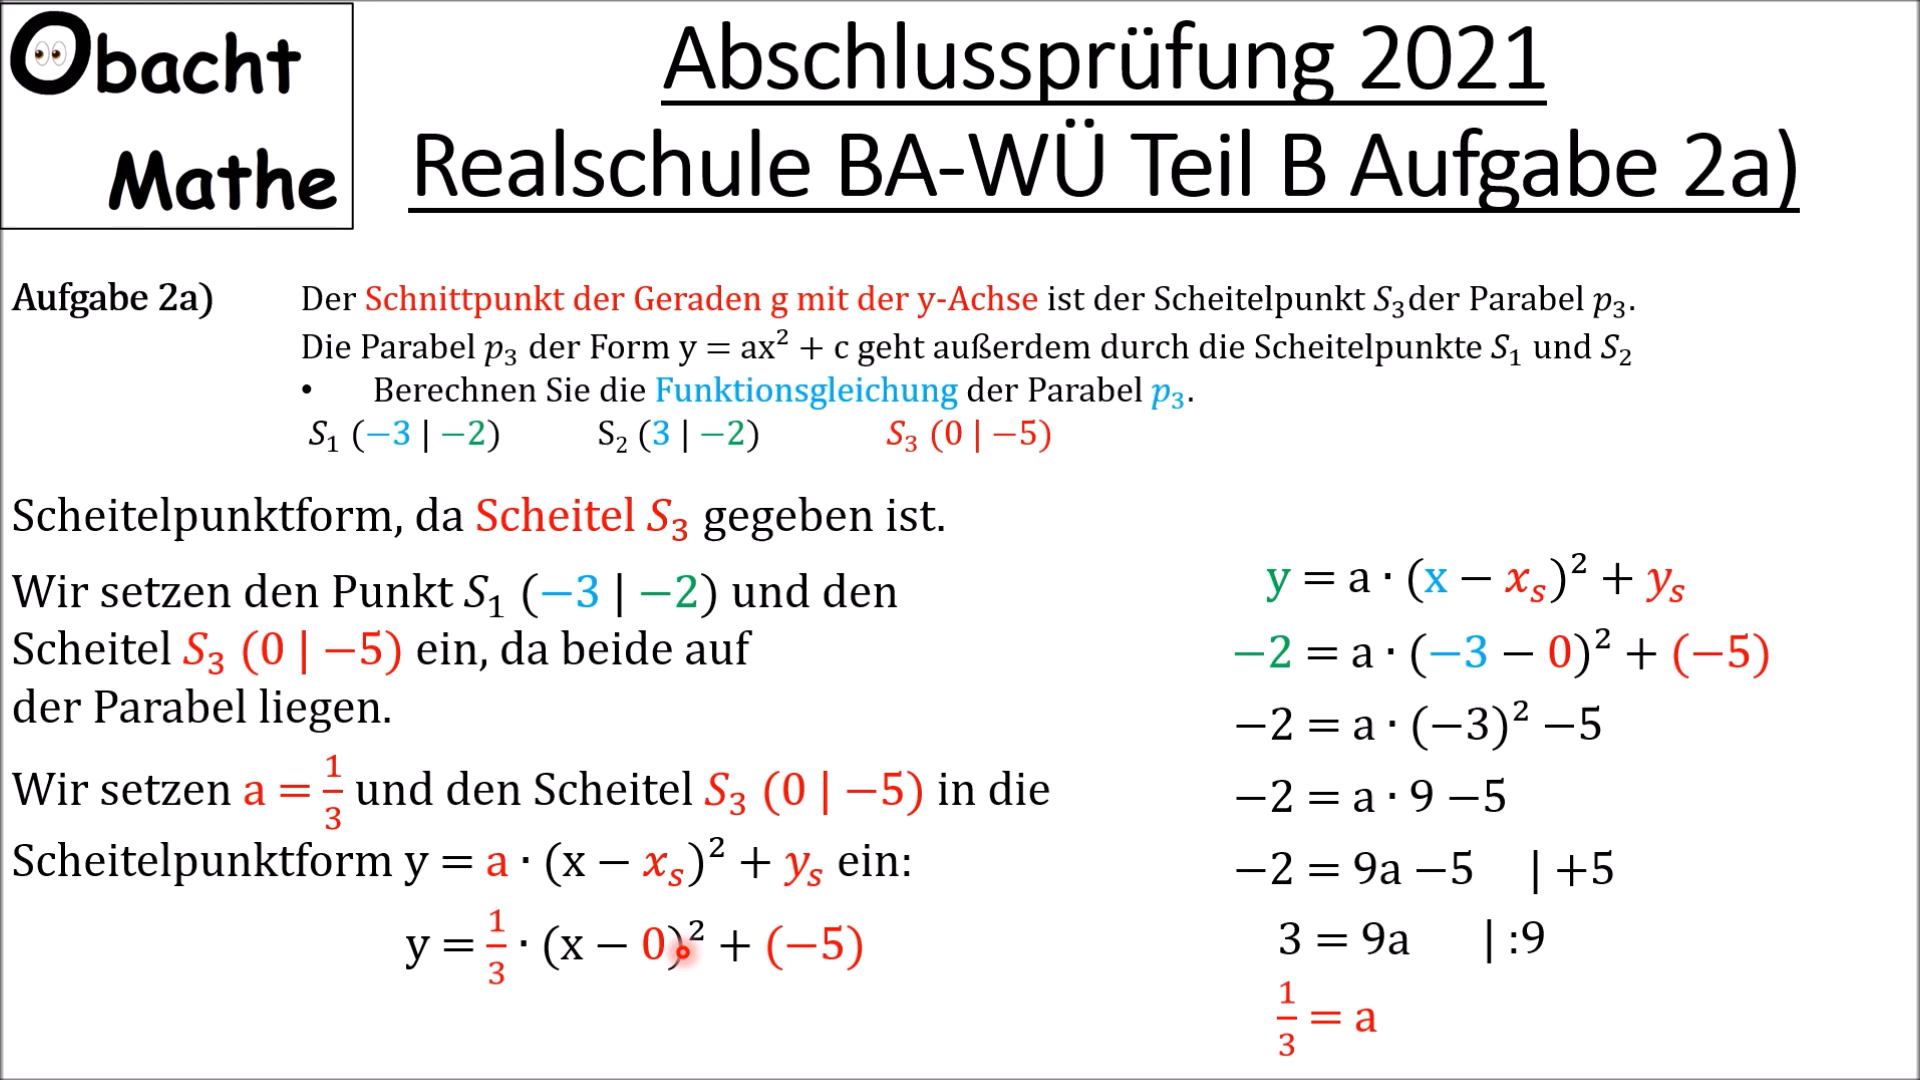 Obacht
Mathe
Abschlussprüfung 2021
Realschule BA-WÜ Teil B Aufgabe 2a)
Aufgabe 2a) Der Schnittpunkt der Geraden g mit der y-Achse ist der Scheitelpunkt S₃der Parabel p₃.
Die Parabel p₃ der Form y = ax² + c geht außerdem durch die Scheitelpunkte S₁ und S₂
• Berechnen Sie die Funktionsgleichung der Parabel p₃.
S₁ (−3 | −2) S₂ (3 | −2) S₃ (0 | −5)
Scheitelpunktform, da Scheitel S₃ gegeben ist.
Wir setzen den Punkt S₁ (−3 | −2) und den
Scheitel S₃ (0 | −5) ein, da beide auf
der Parabel liegen.
Wir setzen a = 1/3 und den Scheitel S₃ (0 | −5) in die
Scheitelpunktform y = a · (x − xₛ)² + yₛ ein:
y = 1/3 · (x − 0)² + (−5)
y = a · (x − xₛ)² + yₛ
−2 = a · (−3 − 0)² + (−5)
−2 = a · (−3)² −5
−2 = a · 9 −5
−2 = 9a −5 | +5
3 = 9a | :9
1/3 = a